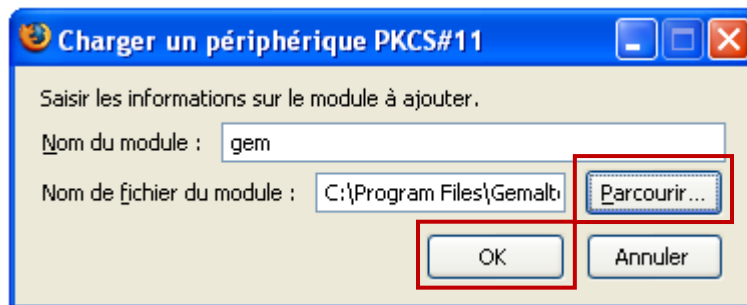 Charger un périphérique PKCS#11
Saisir les informations sur le module à ajouter.
Nom du module : gem
Nom de fichier du module : C:\Program Files\Gemalt Parcourir...
OK Annuler